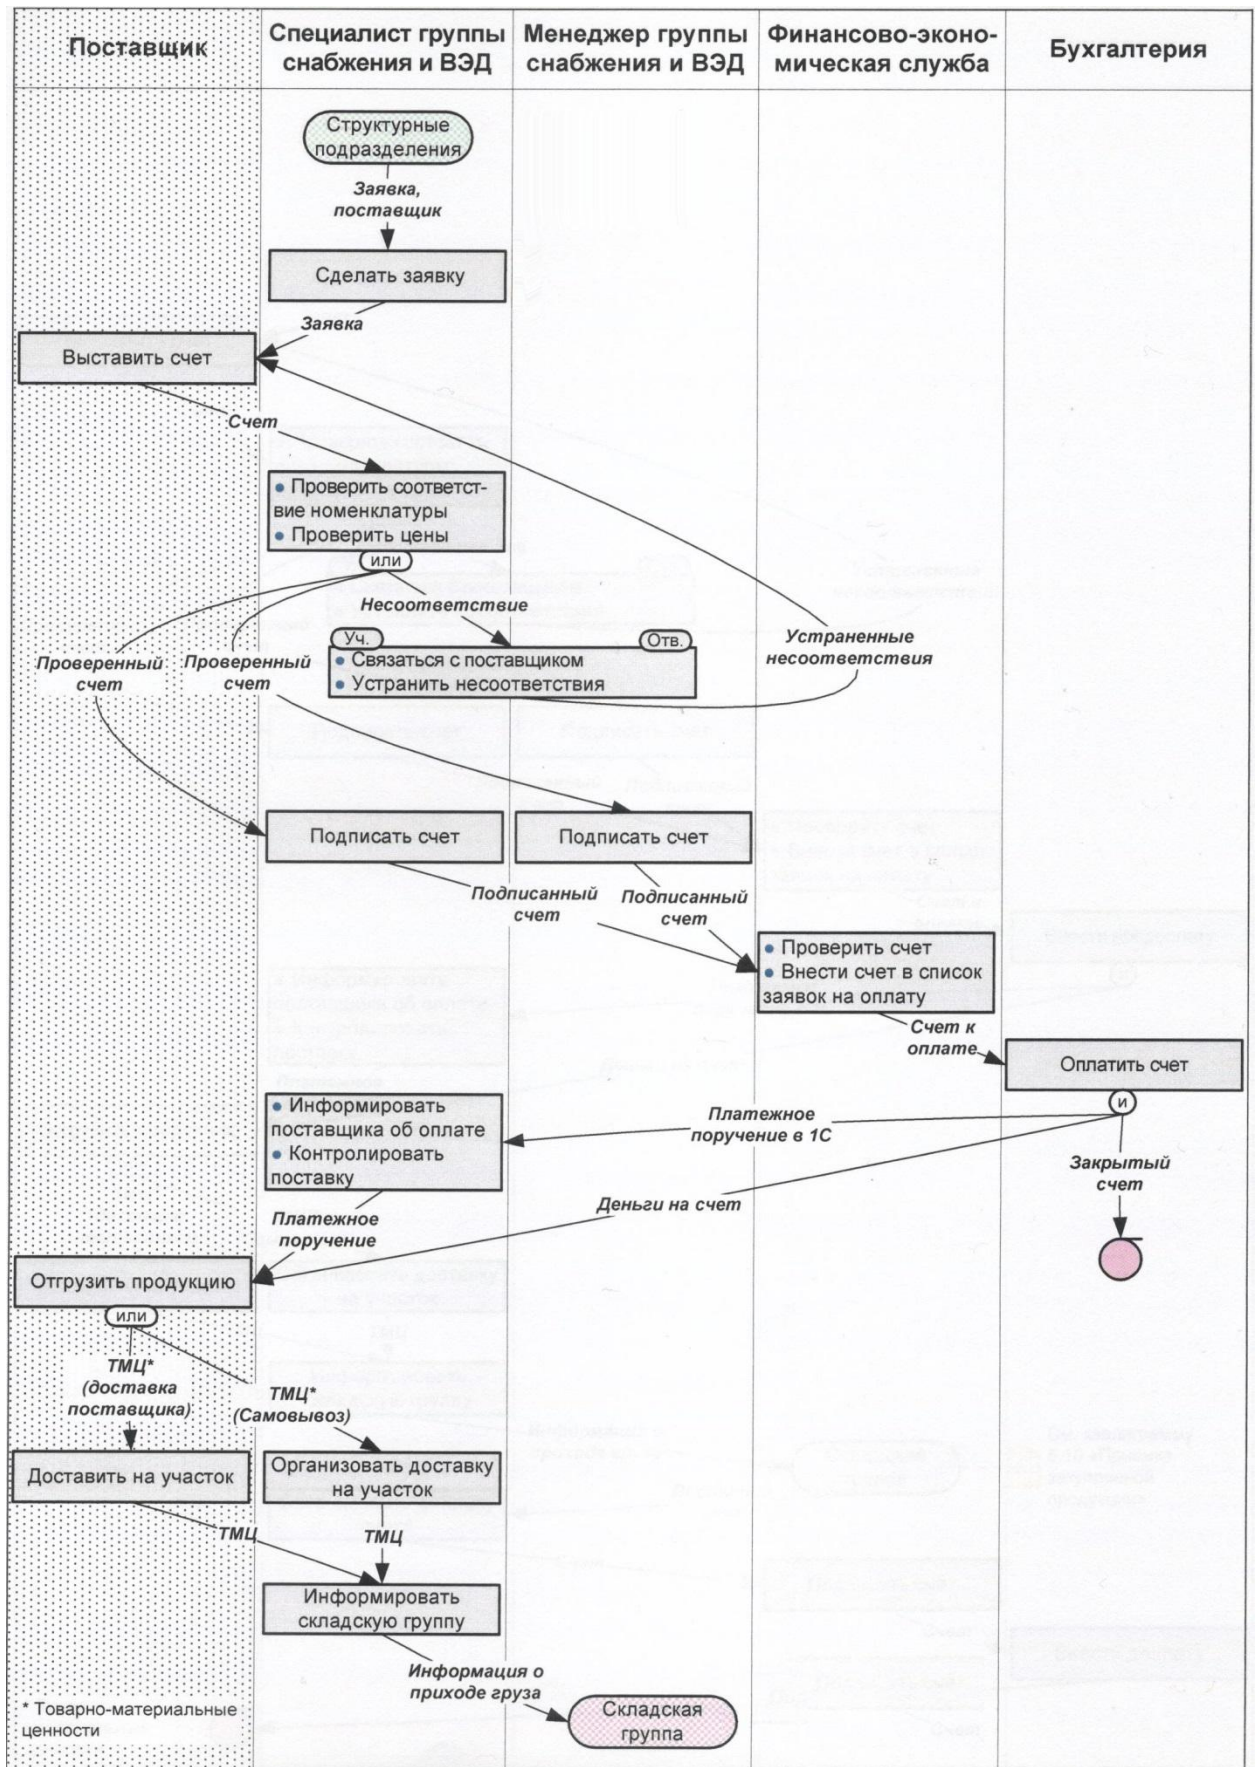 Поставщик
Специалист группы
снабжения и ВЭД
Менеджер группы
снабжения и ВЭД
Финансово-эконо-
мическая служба
Бухгалтерия
Структурные
подразделения
Заявка,
поставщик
Сделать заявку
Заявка
Выставить счет
Счет
• Проверить соответст-
вие номенклатуры
• Проверить цены
или
Несоответствие
Уч.
Отв.
• Связаться с поставщиком
• Устранить несоответствия
Устраненные
несоответствия
Проверенный
счет
Проверенный
счет
Подписать счет
Подписать счет
Подписанный
счет
Подписанный
счет
• Проверить счет
• Внести счет в список
заявок на оплату
Счет к
оплате
Оплатить счет
и
• Информировать
поставщика об оплате
• Контролировать
поставку
Платежное
поручение в 1С
Закрытый
счет
Деньги на счет
Платежное
поручение
Отгрузить продукцию
или
ТМЦ*
(доставка
поставщика)
ТМЦ*
(Самовывоз)
Доставить на участок
Организовать доставку
на участок
ТМЦ
ТМЦ
Информировать
складскую группу
Информация о
приходе груза
Складская
группа
* Товарно-материальные
ценности